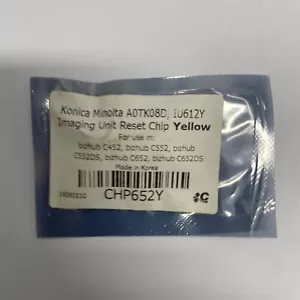 Konica Minolta A0TK08D, IU612Y
Imaging Unit Reset Chip Yellow
For use in:
bizhub C452, bizhub C552, bizhub
C552DS, bizhub C652, bizhub C652DS
Made in Korea
CHP652Y